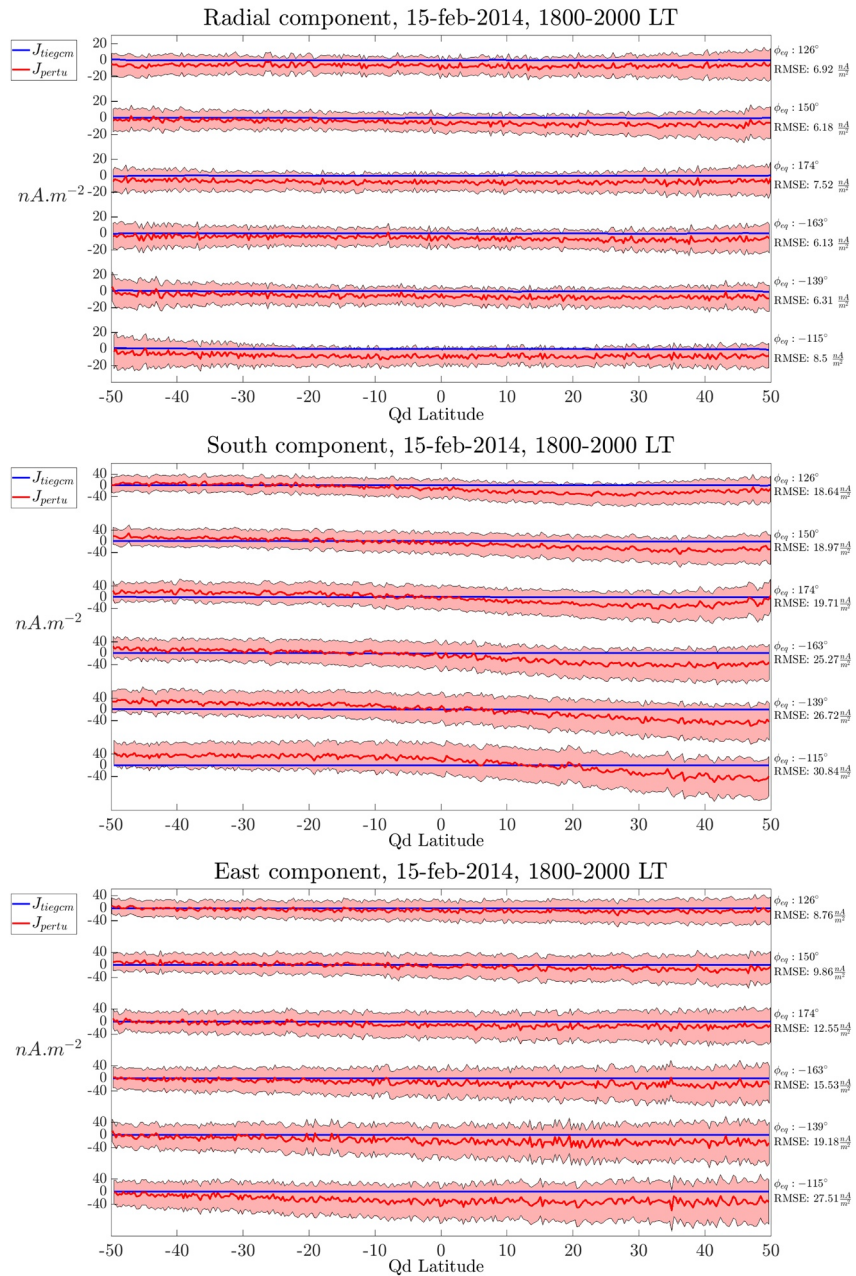 Radial component, 15-feb-2014, 1800-2000 LT
J_tiegcm
J_pertu
nA.m⁻²
20
0
-20
ϕ_eq : 126°
RMSE: 6.92 nA/m²
20
0
-20
ϕ_eq : 150°
RMSE: 6.18 nA/m²
20
0
-20
ϕ_eq : 174°
RMSE: 7.52 nA/m²
20
0
-20
ϕ_eq : −163°
RMSE: 6.13 nA/m²
20
0
-20
ϕ_eq : −139°
RMSE: 6.31 nA/m²
20
0
-20
ϕ_eq : −115°
RMSE: 8.5 nA/m²
-50 -40 -30 -20 -10 0 10 20 30 40 50
Qd Latitude
South component, 15-feb-2014, 1800-2000 LT
J_tiegcm
J_pertu
nA.m⁻²
40
0
-40
ϕ_eq : 126°
RMSE: 18.64 nA/m²
40
0
-40
ϕ_eq : 150°
RMSE: 18.97 nA/m²
40
0
-40
ϕ_eq : 174°
RMSE: 19.71 nA/m²
40
0
-40
ϕ_eq : −163°
RMSE: 25.27 nA/m²
40
0
-40
ϕ_eq : −139°
RMSE: 26.72 nA/m²
40
0
-40
ϕ_eq : −115°
RMSE: 30.84 nA/m²
-50 -40 -30 -20 -10 0 10 20 30 40 50
Qd Latitude
East component, 15-feb-2014, 1800-2000 LT
J_tiegcm
J_pertu
nA.m⁻²
40
0
-40
ϕ_eq : 126°
RMSE: 8.76 nA/m²
40
0
-40
ϕ_eq : 150°
RMSE: 9.86 nA/m²
40
0
-40
ϕ_eq : 174°
RMSE: 12.55 nA/m²
40
0
-40
ϕ_eq : −163°
RMSE: 15.53 nA/m²
40
0
-40
ϕ_eq : −139°
RMSE: 19.18 nA/m²
40
0
-40
ϕ_eq : −115°
RMSE: 27.51 nA/m²
-50 -40 -30 -20 -10 0 10 20 30 40 50
Qd Latitude